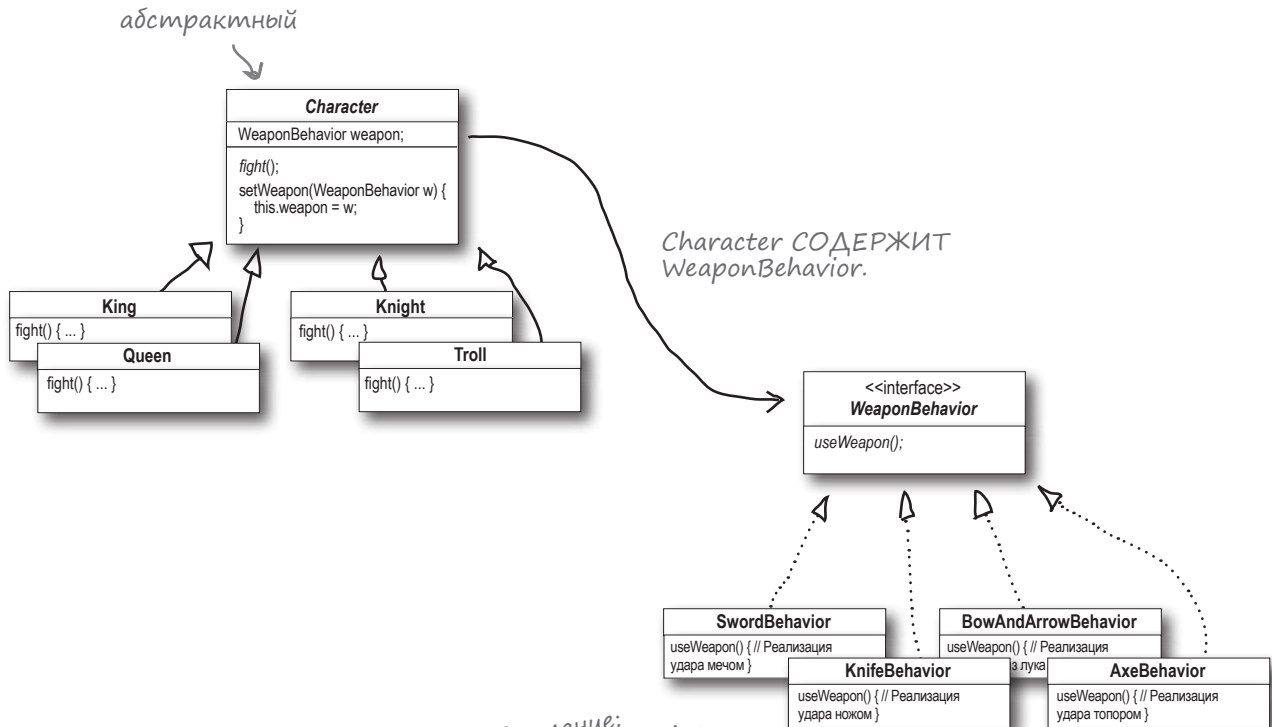 абстрактный
Character
WeaponBehavior weapon;
fight();
setWeapon(WeaponBehavior w) {
this.weapon = w;
}
Character СОДЕРЖИТ
WeaponBehavior.
King
fight() { ... }
Queen
fight() { ... }
Knight
fight() { ... }
Troll
fight() { ... }
<<interface>>
WeaponBehavior
useWeapon();
SwordBehavior
useWeapon() { // Реализация
удара мечом }
KnifeBehavior
useWeapon() { // Реализация
удара ножом }
BowAndArrowBehavior
useWeapon() { // Реализация
лука
AxeBehavior
useWeapon() { // Реализация
удара топором }